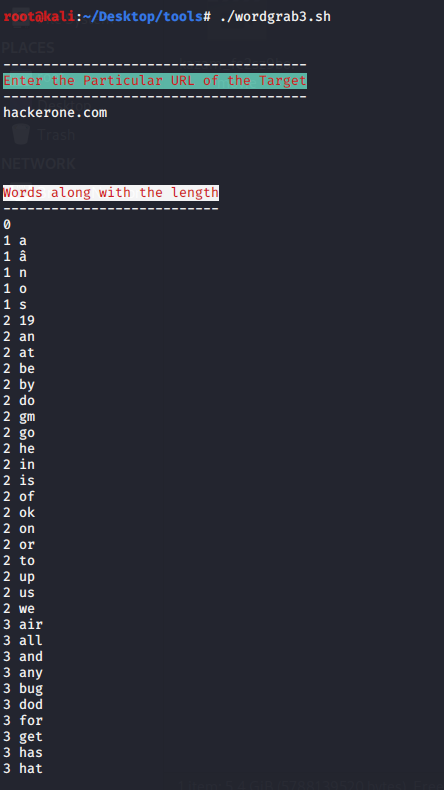 root@kali:~/Desktop/tools# ./wordgrab3.sh
PLACES
--------------------------------------
Enter the Particular URL of the Target
--------------------------------------
hackerone.com
Trash
NETWORK
Words along with the length
---------------------------
0
1 a
1 â
1 n
1 o
1 s
2 19
2 an
2 at
2 be
2 by
2 do
2 gm
2 go
2 he
2 in
2 is
2 of
2 ok
2 on
2 or
2 to
2 up
2 us
2 we
3 air
3 all
3 and
3 any
3 bug
3 dod
3 for
3 get
3 has
3 hat